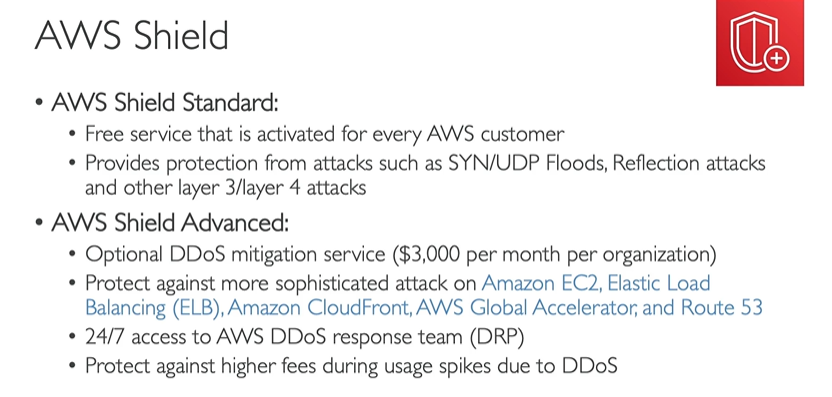 AWS Shield
• AWS Shield Standard:
• Free service that is activated for every AWS customer
• Provides protection from attacks such as SYN/UDP Floods, Reflection attacks
and other layer 3/layer 4 attacks
• AWS Shield Advanced:
• Optional DDoS mitigation service ($3,000 per month per organization)
• Protect against more sophisticated attack on Amazon EC2, Elastic Load
Balancing (ELB), Amazon CloudFront, AWS Global Accelerator, and Route 53
• 24/7 access to AWS DDoS response team (DRP)
• Protect against higher fees during usage spikes due to DDoS